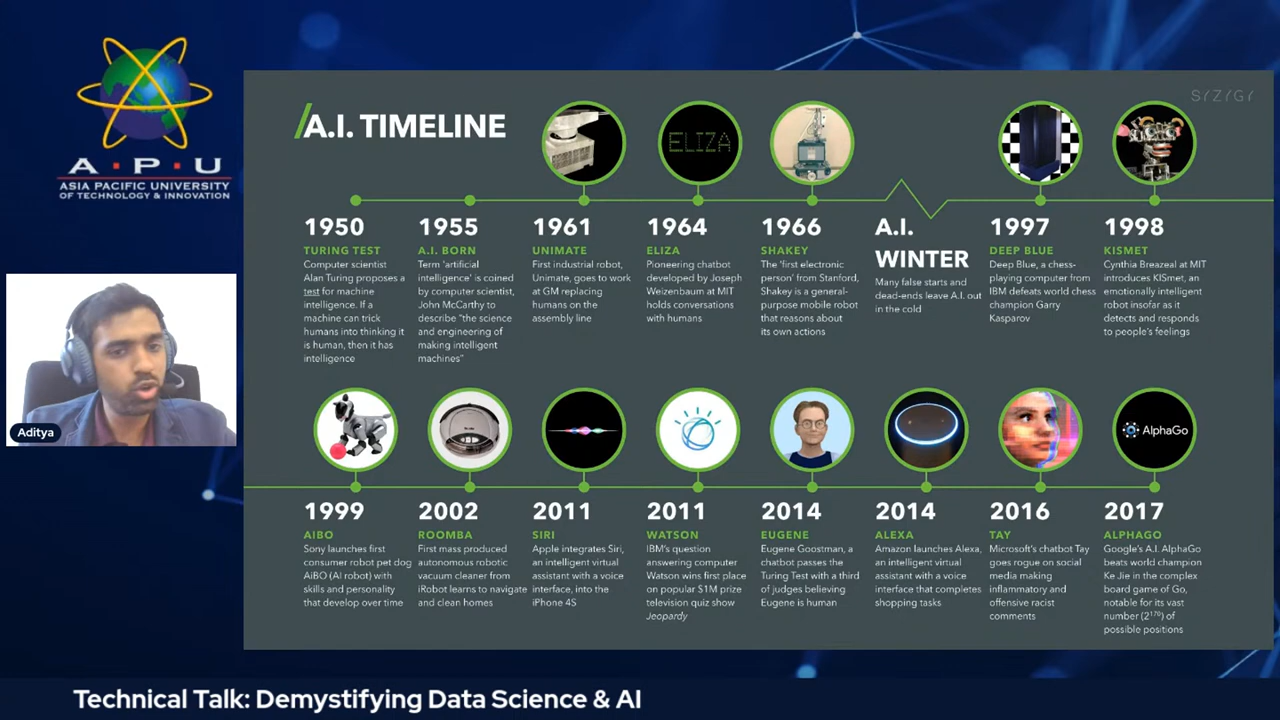 A·P·U
ASIA PACIFIC UNIVERSITY
OF TECHNOLOGY & INNOVATION
Aditya
SYZYGY
/A.I. TIMELINE
ELIZA
1950
TURING TEST
Computer scientist
Alan Turing proposes a
test for machine
intelligence. If a
machine can trick
humans into thinking it
is human, then it has
intelligence
1955
A.I. BORN
Term 'artificial
intelligence' is coined
by computer scientist,
John McCarthy to
describe "the science
and engineering of
making intelligent
machines"
1961
UNIMATE
First industrial robot,
Unimate, goes to work
at GM replacing
humans on the
assembly line
1964
ELIZA
Pioneering chatbot
developed by Joseph
Weizenbaum at MIT
holds conversations
with humans
1966
SHAKEY
The 'first electronic
person' from Stanford,
Shakey is a general-
purpose mobile robot
that reasons about
its own actions
A.I.
WINTER
Many false starts and
dead-ends leave A.I. out
in the cold
1997
DEEP BLUE
Deep Blue, a chess-
playing computer from
IBM defeats world chess
champion Garry
Kasparov
1998
KISMET
Cynthia Breazeal at MIT
introduces KISmet, an
emotionally intelligent
robot insofar as it
detects and responds
to people's feelings
AlphaGo
1999
AIBO
Sony launches first
consumer robot pet dog
AiBO (AI robot) with
skills and personality
that develop over time
2002
ROOMBA
First mass produced
autonomous robotic
vacuum cleaner from
iRobot learns to navigate
and clean homes
2011
SIRI
Apple integrates Siri,
an intelligent virtual
assistant with a voice
interface, into the
iPhone 4S
2011
WATSON
IBM's question
answering computer
Watson wins first place
on popular $1M prize
television quiz show
Jeopardy
2014
EUGENE
Eugene Goostman, a
chatbot passes the
Turing Test with a third
of judges believing
Eugene is human
2014
ALEXA
Amazon launches Alexa,
an intelligent virtual
assistant with a voice
interface that completes
shopping tasks
2016
TAY
Microsoft's chatbot Tay
goes rogue on social
media making
inflammatory and
offensive racist
comments
2017
ALPHAGO
Google's A.I. AlphaGo
beats world champion
Ke Jie in the complex
board game of Go,
notable for its vast
number (2¹⁷⁰) of
possible positions
Technical Talk: Demystifying Data Science & AI